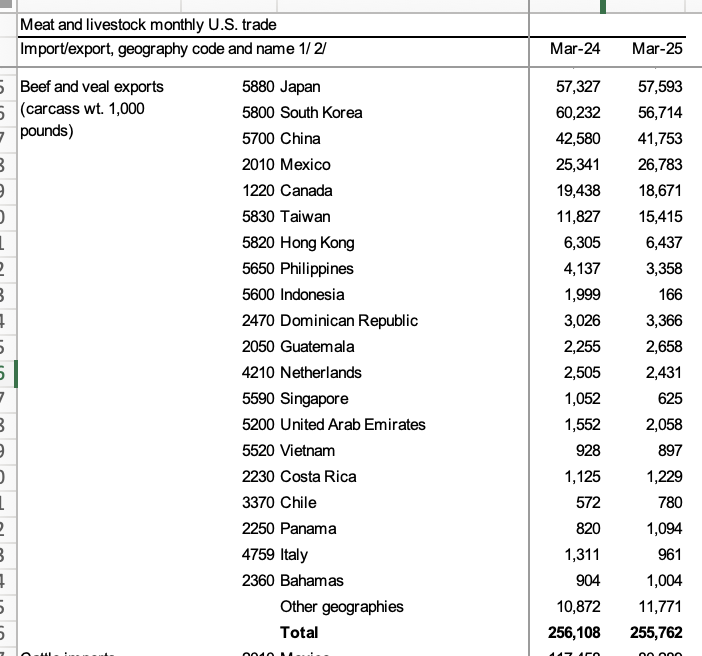 Meat and livestock monthly U.S. trade
Import/export, geography code and name 1/ 2/ Mar-24 Mar-25
Beef and veal exports 5880 Japan 57,327 57,593
(carcass wt. 1,000 5800 South Korea 60,232 56,714
pounds) 5700 China 42,580 41,753
2010 Mexico 25,341 26,783
1220 Canada 19,438 18,671
5830 Taiwan 11,827 15,415
5820 Hong Kong 6,305 6,437
5650 Philippines 4,137 3,358
5600 Indonesia 1,999 166
2470 Dominican Republic 3,026 3,366
2050 Guatemala 2,255 2,658
4210 Netherlands 2,505 2,431
5590 Singapore 1,052 625
5200 United Arab Emirates 1,552 2,058
5520 Vietnam 928 897
2230 Costa Rica 1,125 1,229
3370 Chile 572 780
2250 Panama 820 1,094
4759 Italy 1,311 961
2360 Bahamas 904 1,004
Other geographies 10,872 11,771
Total 256,108 255,762